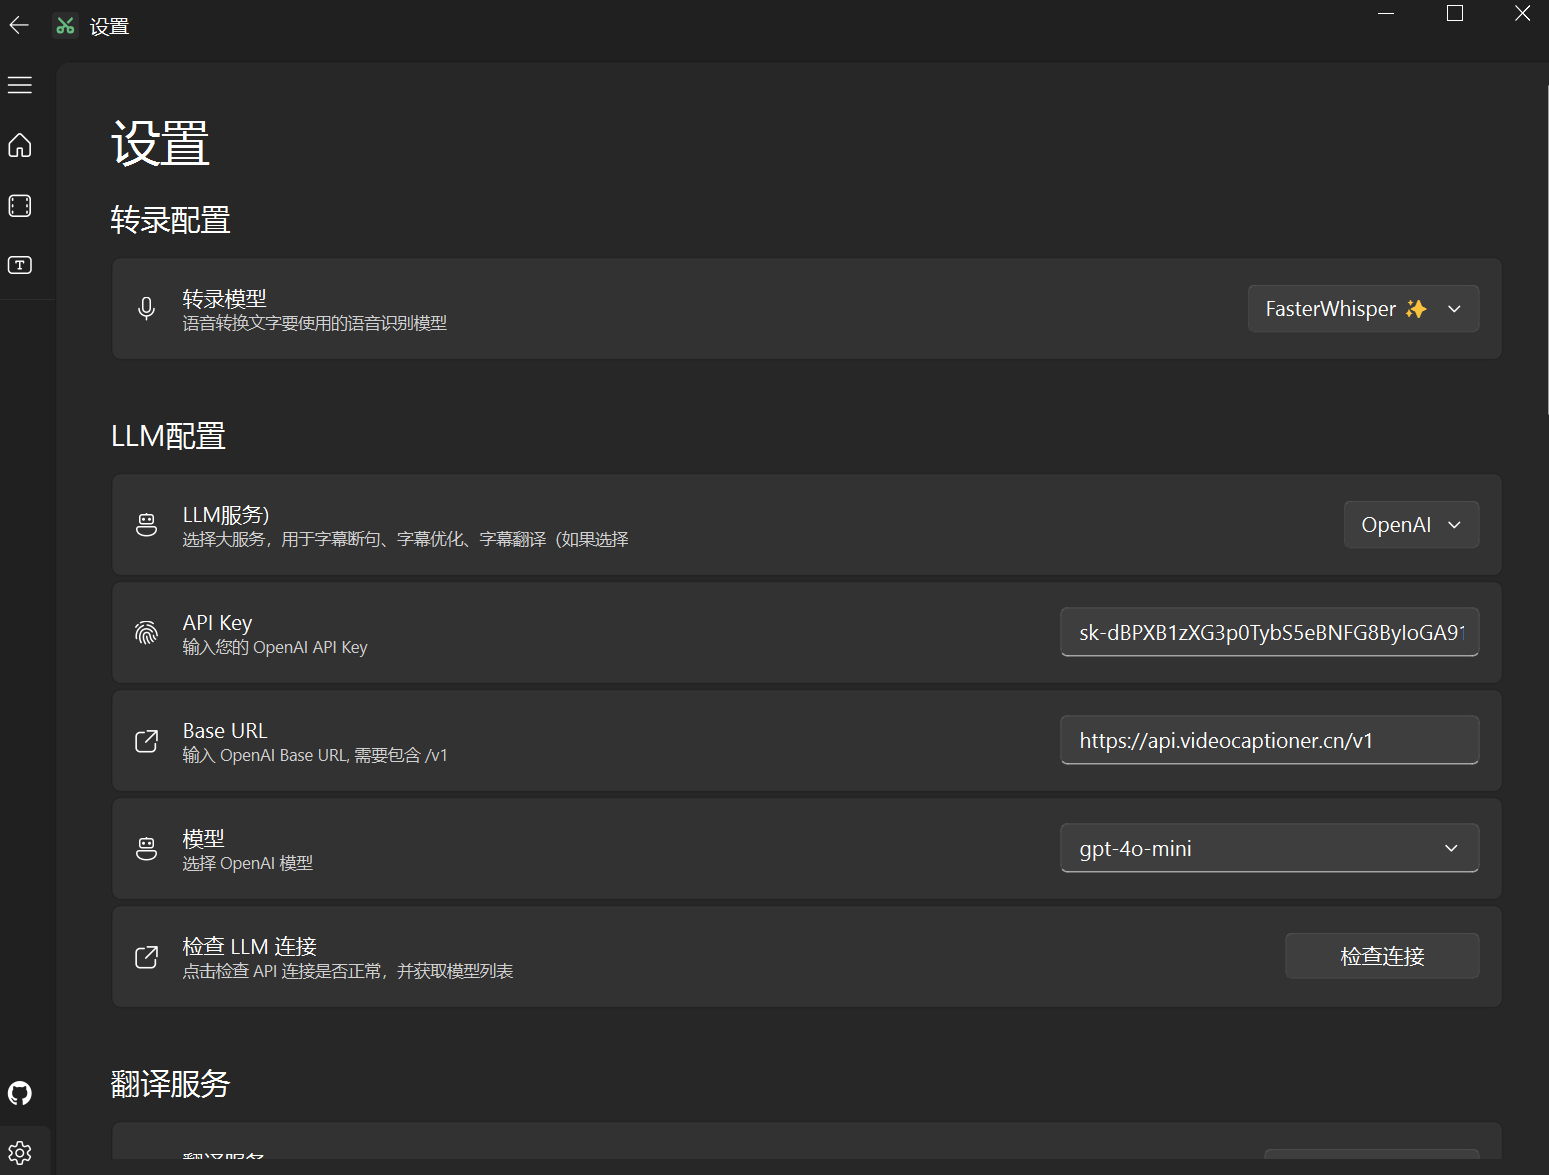 设置
设置
转录配置
转录模型
语音转换文字要使用的语音识别模型
FasterWhisper ✨
LLM配置
LLM服务)
选择大服务，用于字幕断句、字幕优化、字幕翻译（如果选择
OpenAI
API Key
输入您的 OpenAI API Key
sk-dBPXB1zXG3p0TybS5eBNFG8ByIoGA91
Base URL
输入 OpenAI Base URL, 需要包含 /v1
https://api.videocaptioner.cn/v1
模型
选择 OpenAI 模型
gpt-4o-mini
检查 LLM 连接
点击检查 API 连接是否正常，并获取模型列表
检查连接
翻译服务
翻译服务